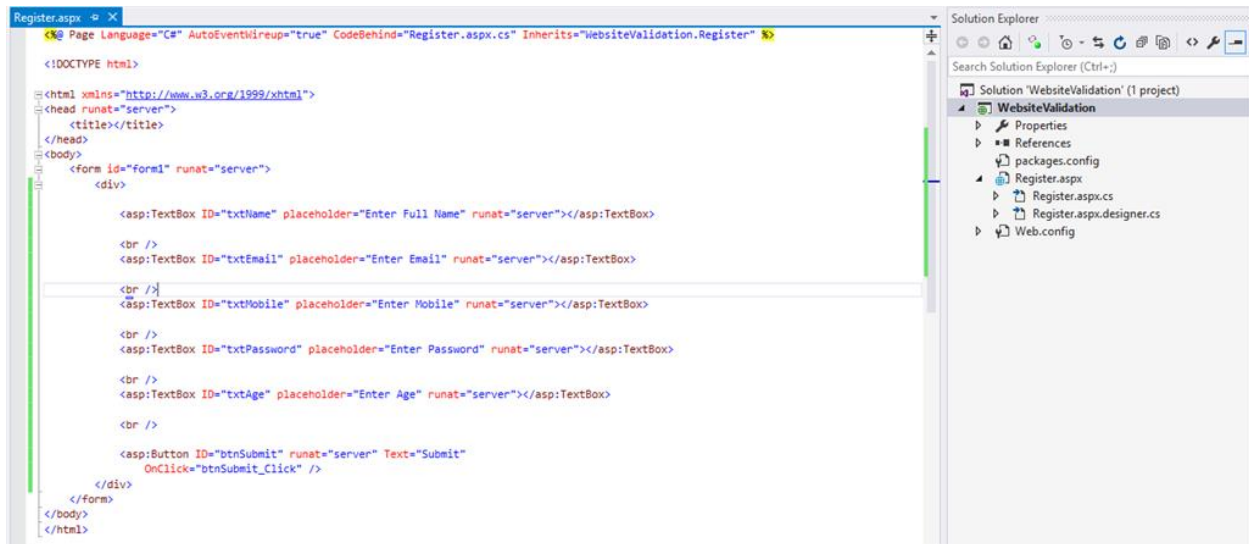 Register.aspx
<%@ Page Language="C#" AutoEventWireup="true" CodeBehind="Register.aspx.cs" Inherits="WebsiteValidation.Register" %>
<!DOCTYPE html>
<html xmlns="http://www.w3.org/1999/xhtml">
<head runat="server">
<title></title>
</head>
<body>
<form id="form1" runat="server">
<div>
<asp:TextBox ID="txtName" placeholder="Enter Full Name" runat="server"></asp:TextBox>
<br />
<asp:TextBox ID="txtEmail" placeholder="Enter Email" runat="server"></asp:TextBox>
<br />
<asp:TextBox ID="txtMobile" placeholder="Enter Mobile" runat="server"></asp:TextBox>
<br />
<asp:TextBox ID="txtPassword" placeholder="Enter Password" runat="server"></asp:TextBox>
<br />
<asp:TextBox ID="txtAge" placeholder="Enter Age" runat="server"></asp:TextBox>
<br />
<asp:Button ID="btnSubmit" runat="server" Text="Submit"
OnClick="btnSubmit_Click" />
</div>
</form>
</body>
</html>
Solution Explorer
Search Solution Explorer (Ctrl+;)
Solution 'WebsiteValidation' (1 project)
WebsiteValidation
Properties
References
packages.config
Register.aspx
Register.aspx.cs
Register.aspx.designer.cs
Web.config